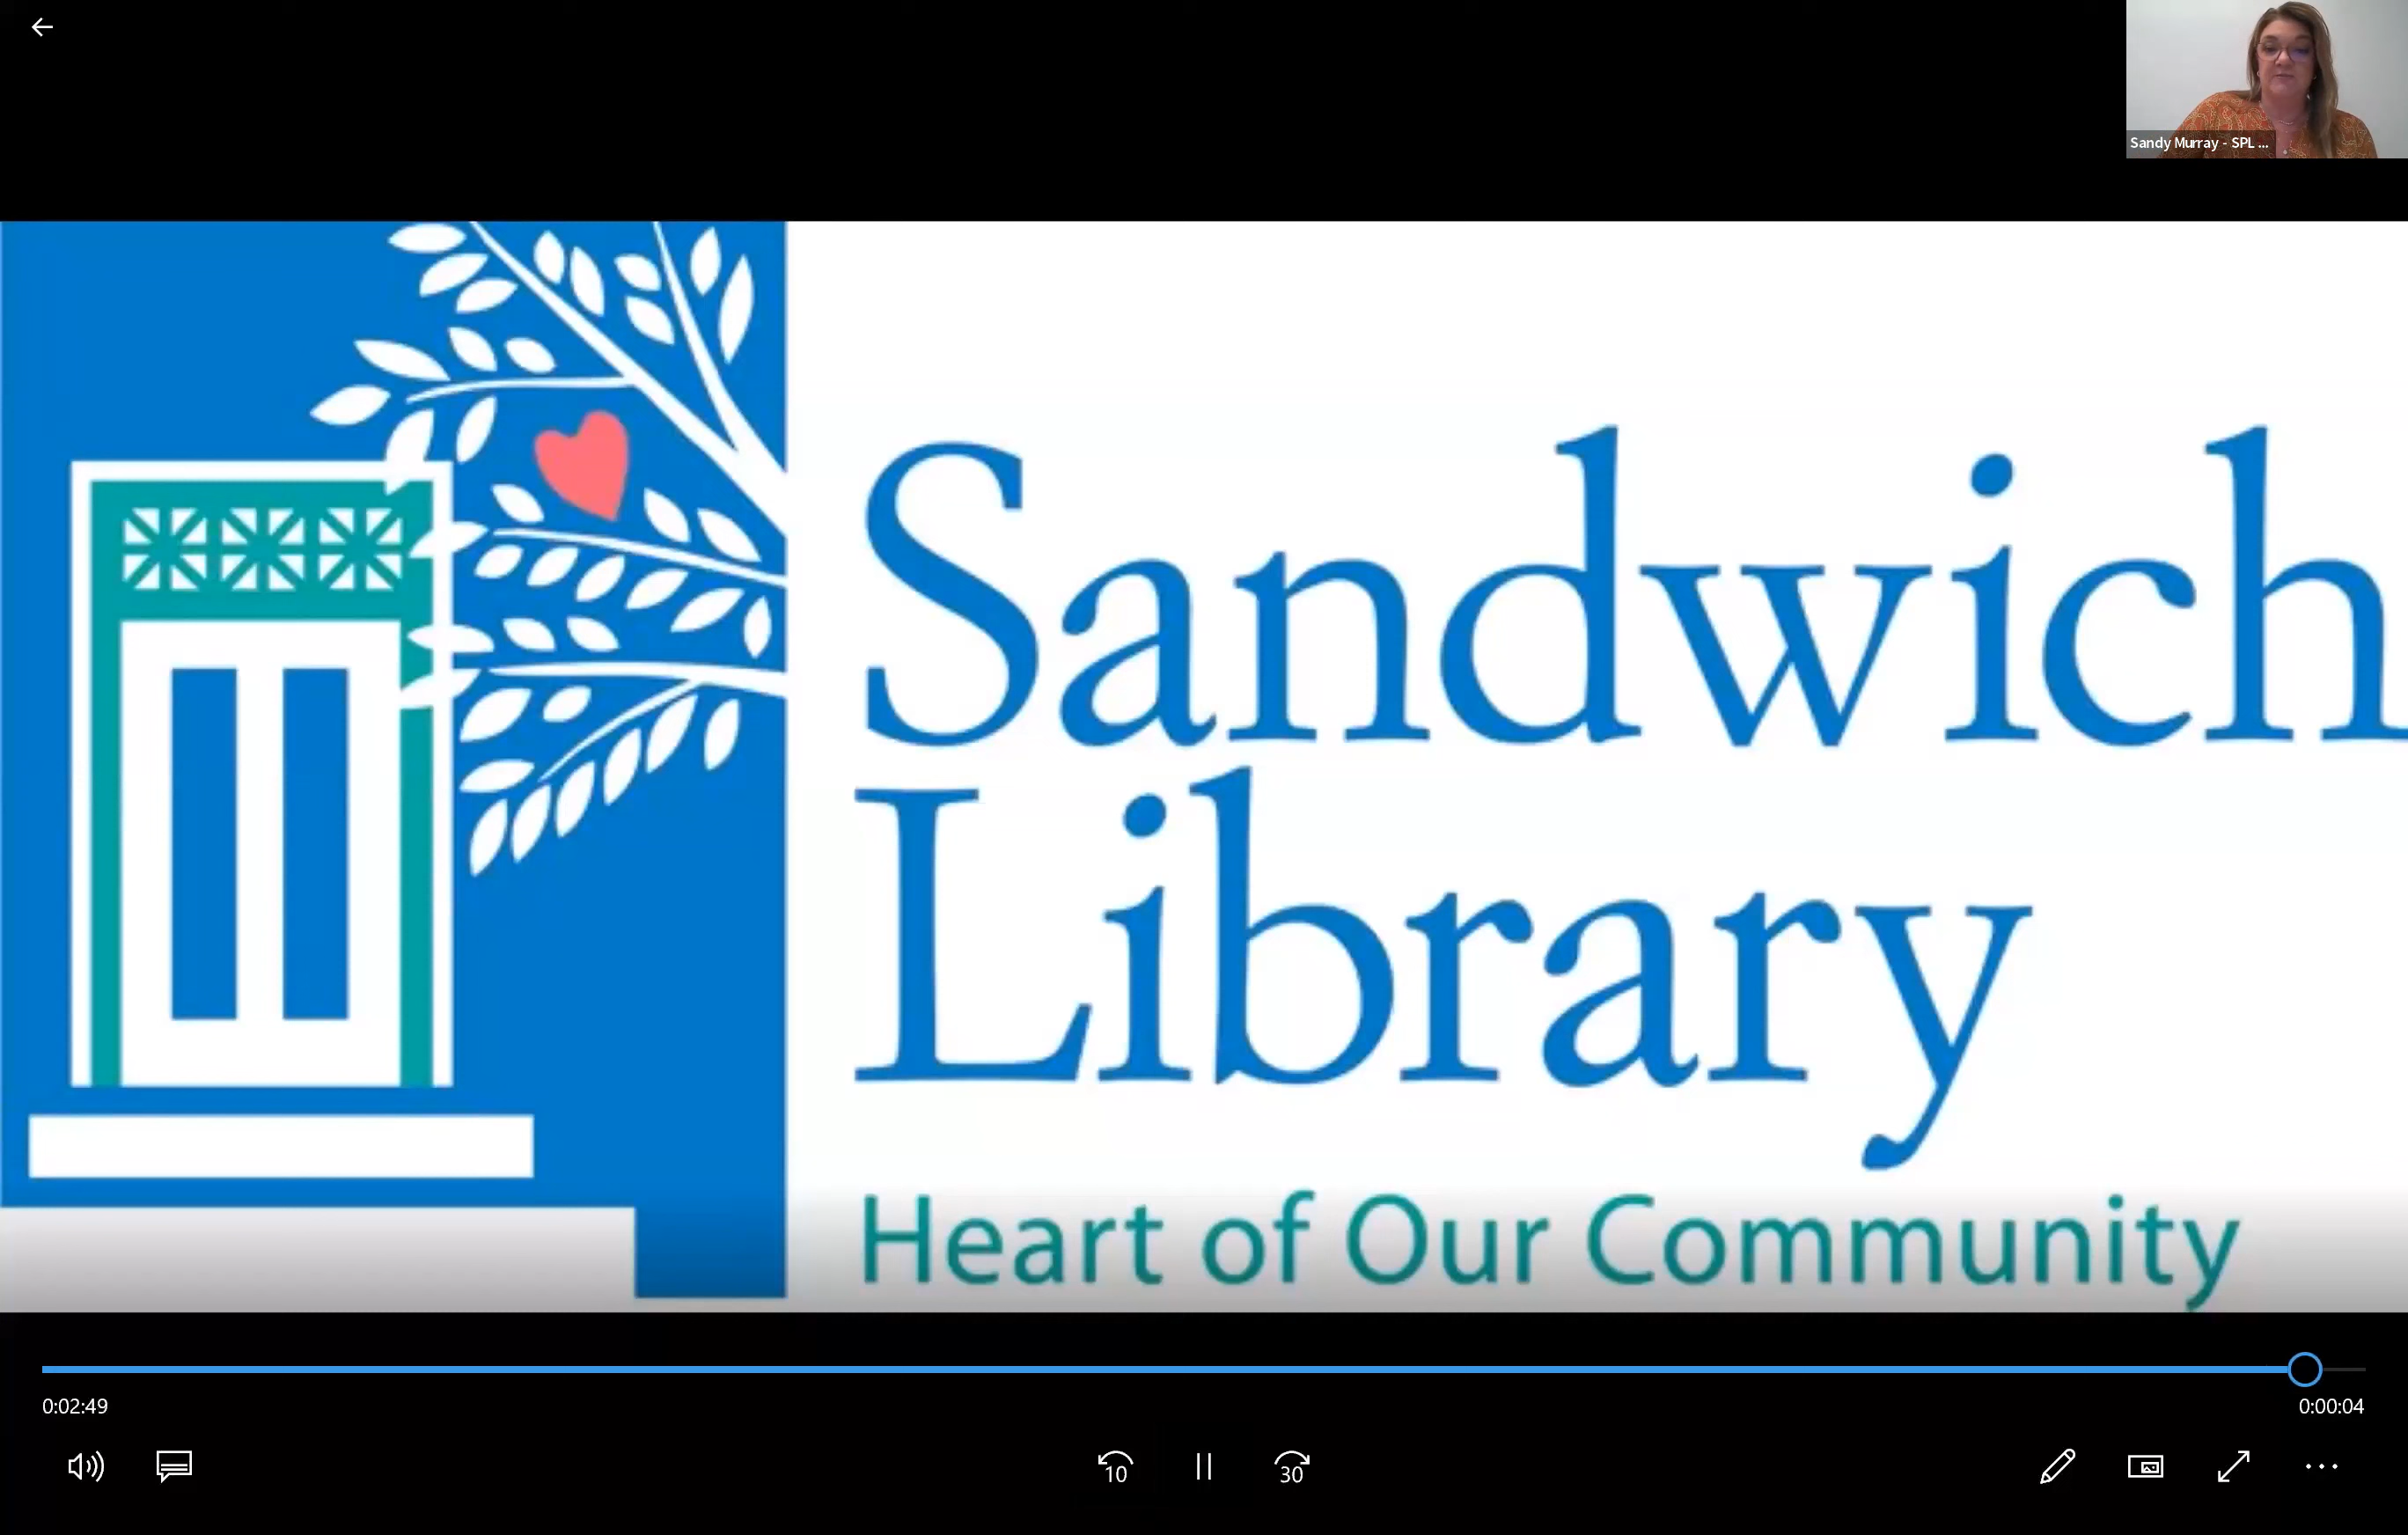 Sandy Murray - SPL ...
Sandwich
Library
Heart of Our Community
0:02:49
0:00:04
10
30